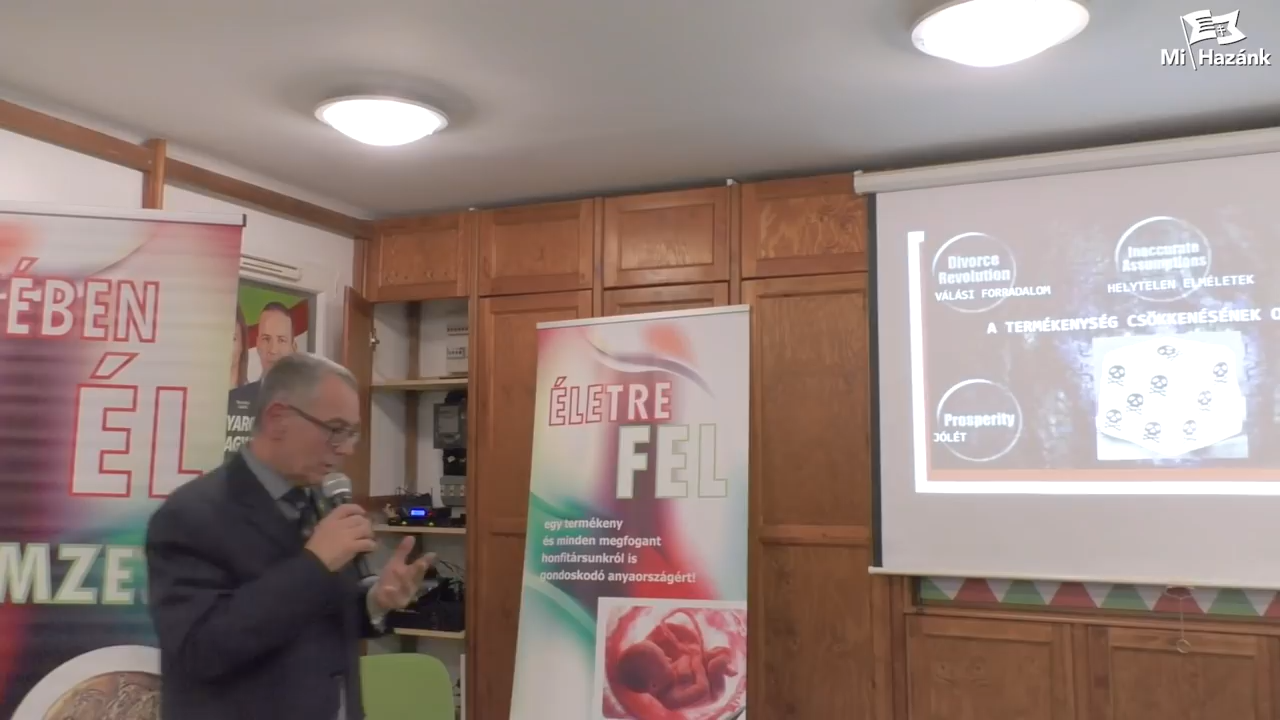 Mi Hazánk
ÉBEN
ÉL
MZE
ÉLETRE
FEL
egy termékeny
és minden megfogant
honfitársunkról is
gondoskodó anyaországért!
Divorce
Revolution
VÁLÁSI FORRADALOM
Inaccurate
Assumptions
HELYTELEN ELMÉLETEK
A TERMÉKENYSÉG CSÖKKENÉSÉNEK O
Prosperity
JÓLÉT